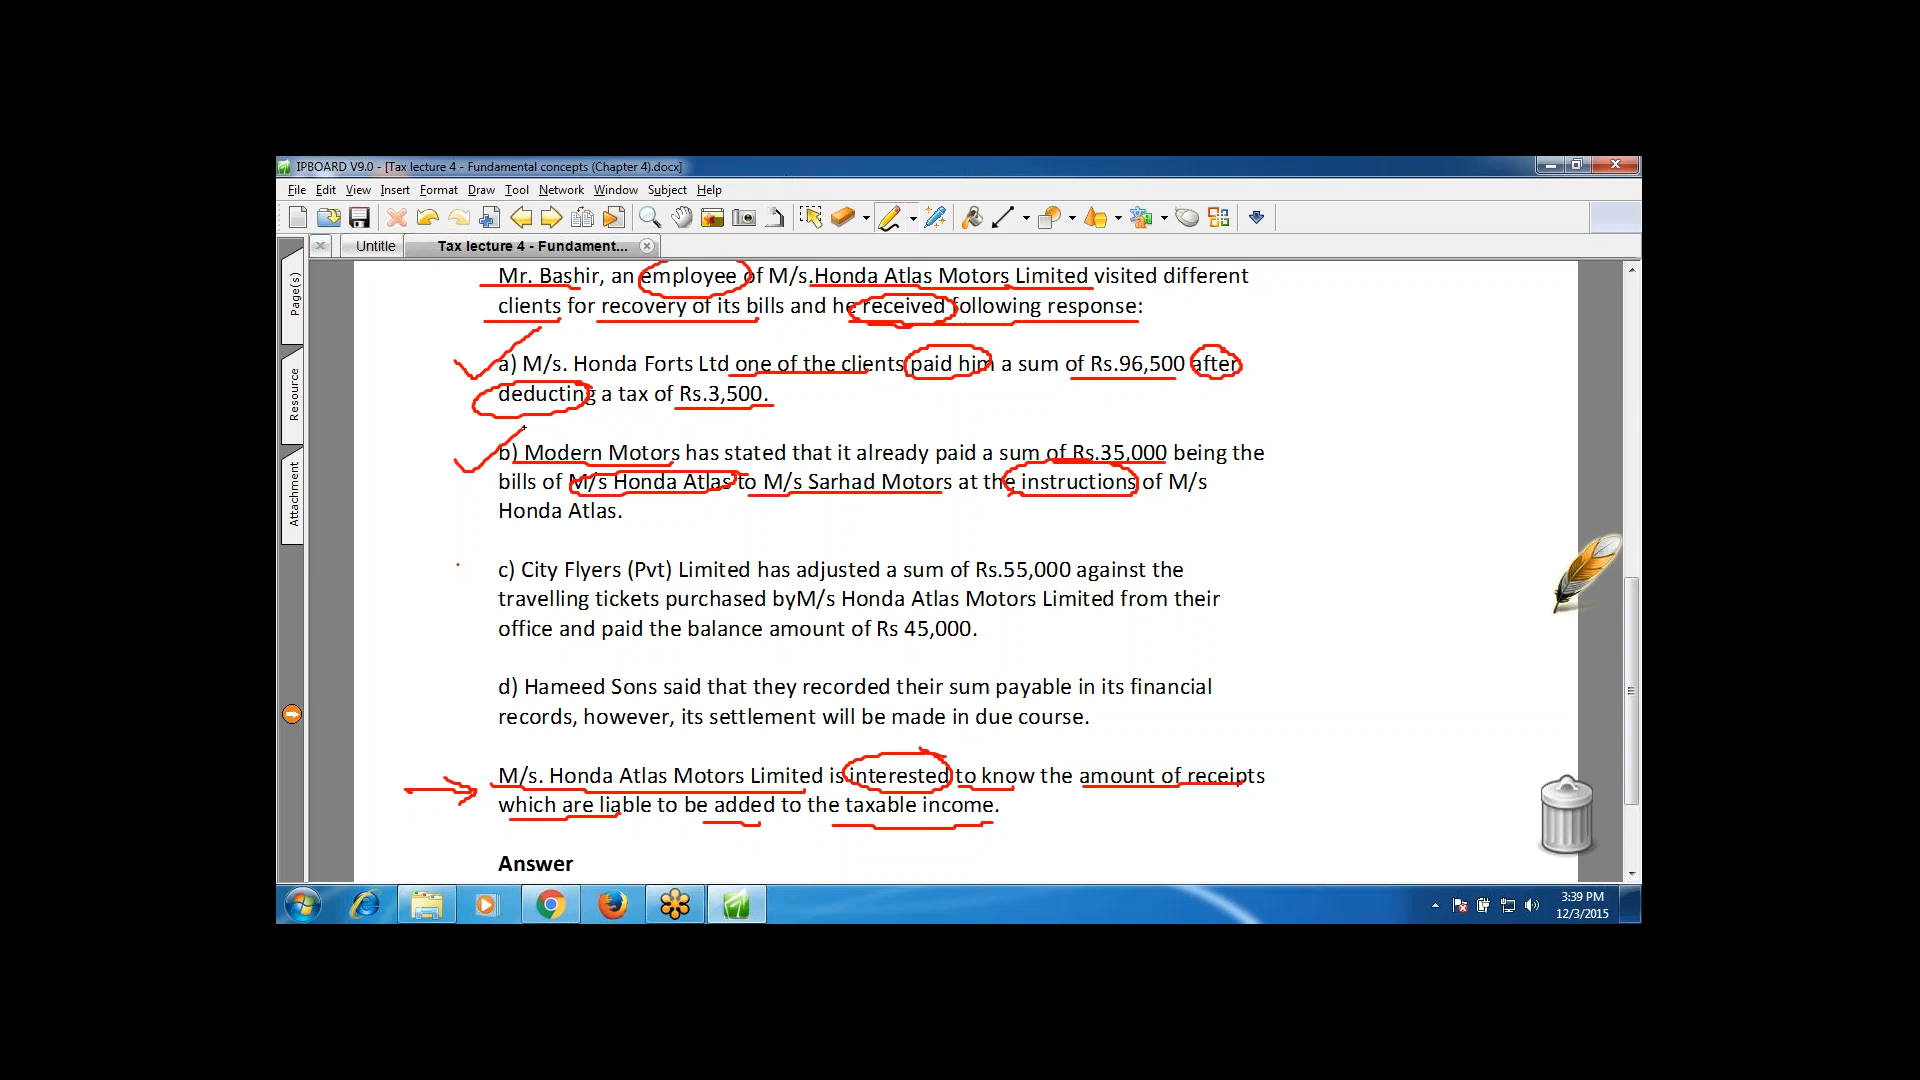 IPBOARD V9.0 - [Tax lecture 4 - Fundamental concepts (Chapter 4).docx]
File Edit View Insert Format Draw Tool Network Window Subject Help
Untitle Tax lecture 4 - Fundament...
Page(s)
Resource
Attachment
Mr. Bashir, an employee of M/s.Honda Atlas Motors Limited visited different
clients for recovery of its bills and he received following response:
a) M/s. Honda Forts Ltd one of the clients paid him a sum of Rs.96,500 after
deducting a tax of Rs.3,500.
b) Modern Motors has stated that it already paid a sum of Rs.35,000 being the
bills of M/s Honda Atlas to M/s Sarhad Motors at the instructions of M/s
Honda Atlas.
c) City Flyers (Pvt) Limited has adjusted a sum of Rs.55,000 against the
travelling tickets purchased byM/s Honda Atlas Motors Limited from their
office and paid the balance amount of Rs 45,000.
d) Hameed Sons said that they recorded their sum payable in its financial
records, however, its settlement will be made in due course.
M/s. Honda Atlas Motors Limited is interested to know the amount of receipts
which are liable to be added to the taxable income.
Answer
3:39 PM
12/3/2015